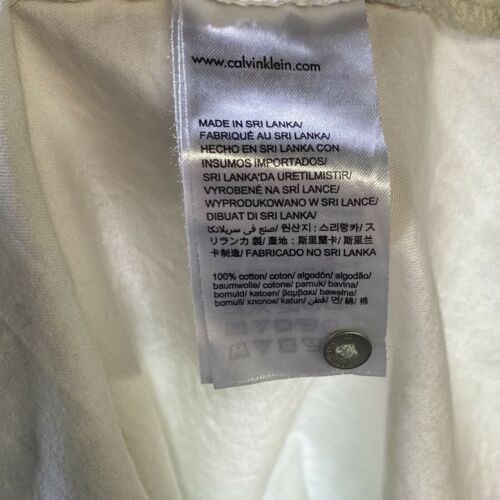 www.calvinklein.com
MADE IN SRI LANKA/
FABRIQUÉ AU SRI LANKA/
HECHO EN SRI LANKA CON
INSUMOS IMPORTADOS/
SRI LANKA'DA URETILMISTIR/
VYROBENÉ NA SRÍ LANCE/
WYPRODUKOWANO W SRI LANKA/
DIBUAT DI SRI LANKA/
صنع في سريلانكا/ 원산지 : 스리랑카/ ス
リランカ 製/ 產地 : 斯里蘭卡/ 斯里兰
卡制造/ FABRICADO NO SRI LANKA
100% cotton/ coton/ algodón/ algodão/
baumwolle/ cotone/ pamuk/ bavlna/
bomuld/ katoen/ βαμβακι/ bawelna/
bomull/ хлопок/ katun/ قطن/ 면/ 綿/ 棉